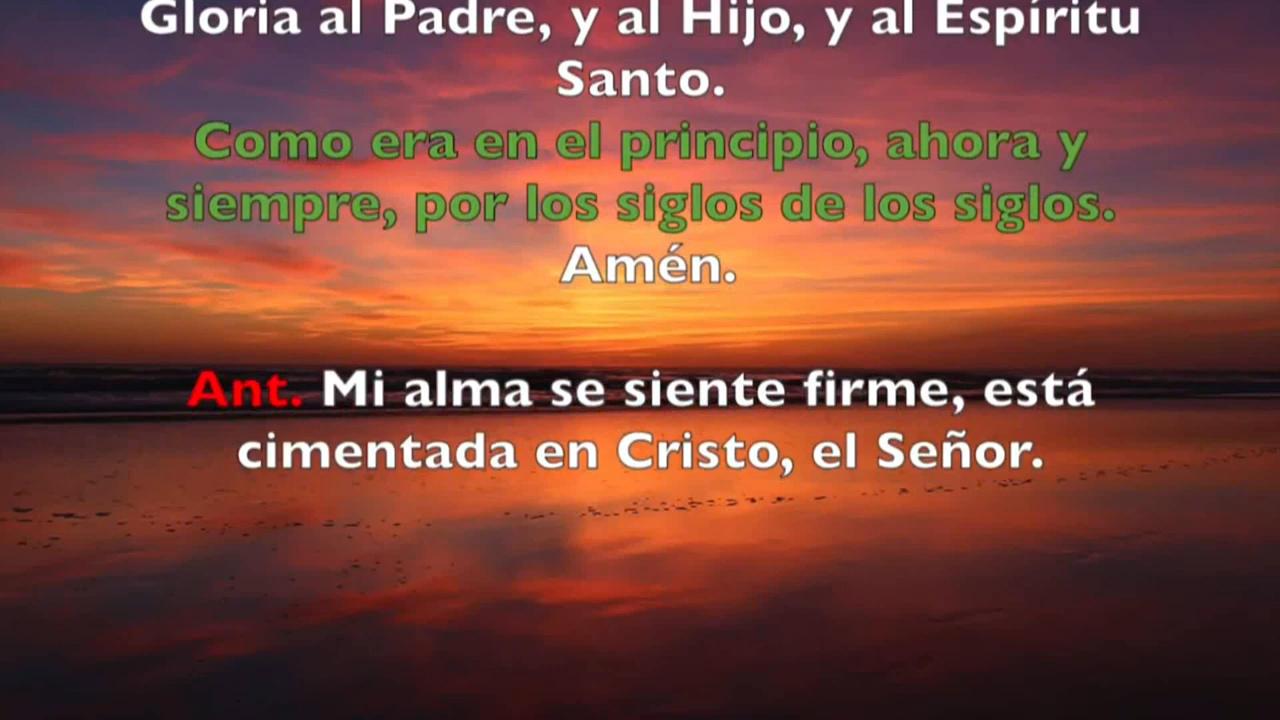 Gloria al Padre, y al Hijo, y al Espíritu
Santo.
Como era en el principio, ahora y
siempre, por los siglos de los siglos.
Amén.
Ant. Mi alma se siente firme, está
cimentada en Cristo, el Señor.